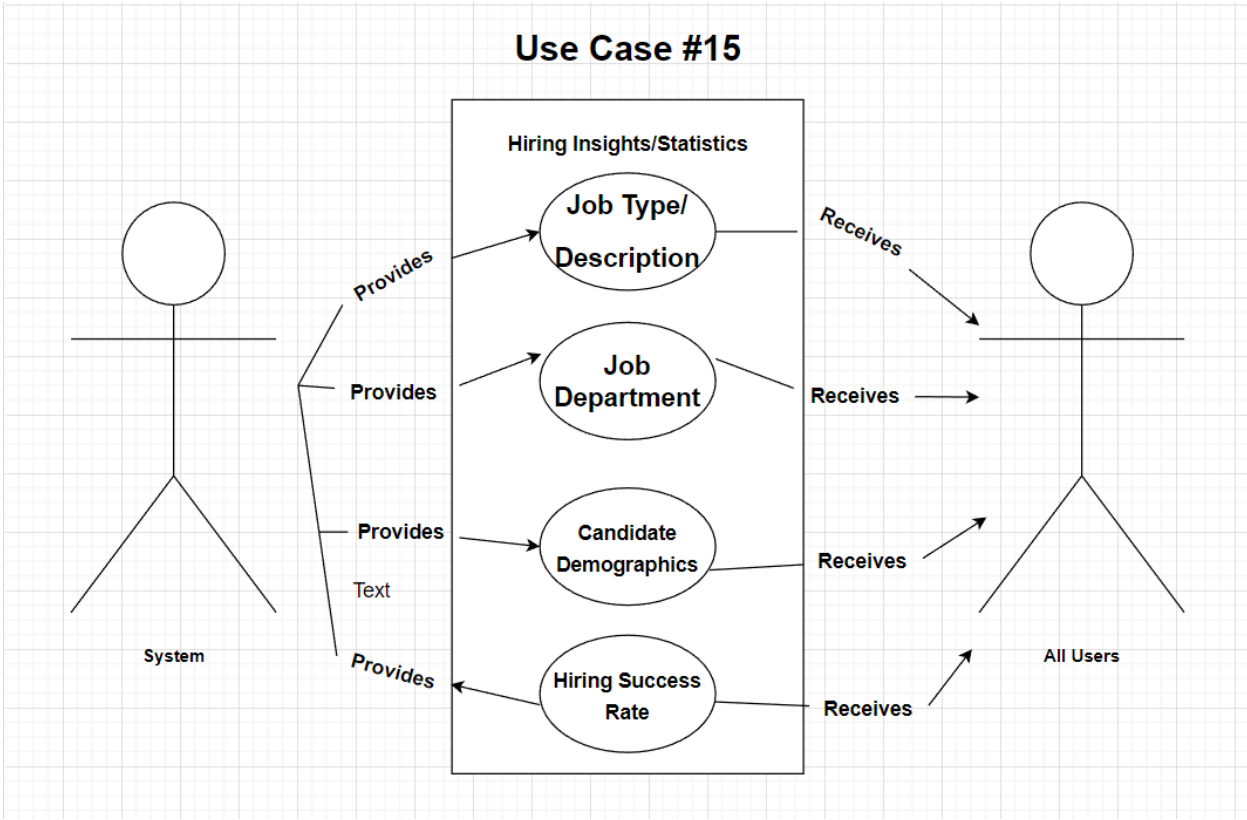 Use Case #15
Hiring Insights/Statistics
Job Type/
Description
Provides
Receives
Job
Department
Provides
Receives
Candidate
Demographics
Provides
Receives
Text
Hiring Success
Rate
Provides
Receives
System
All Users